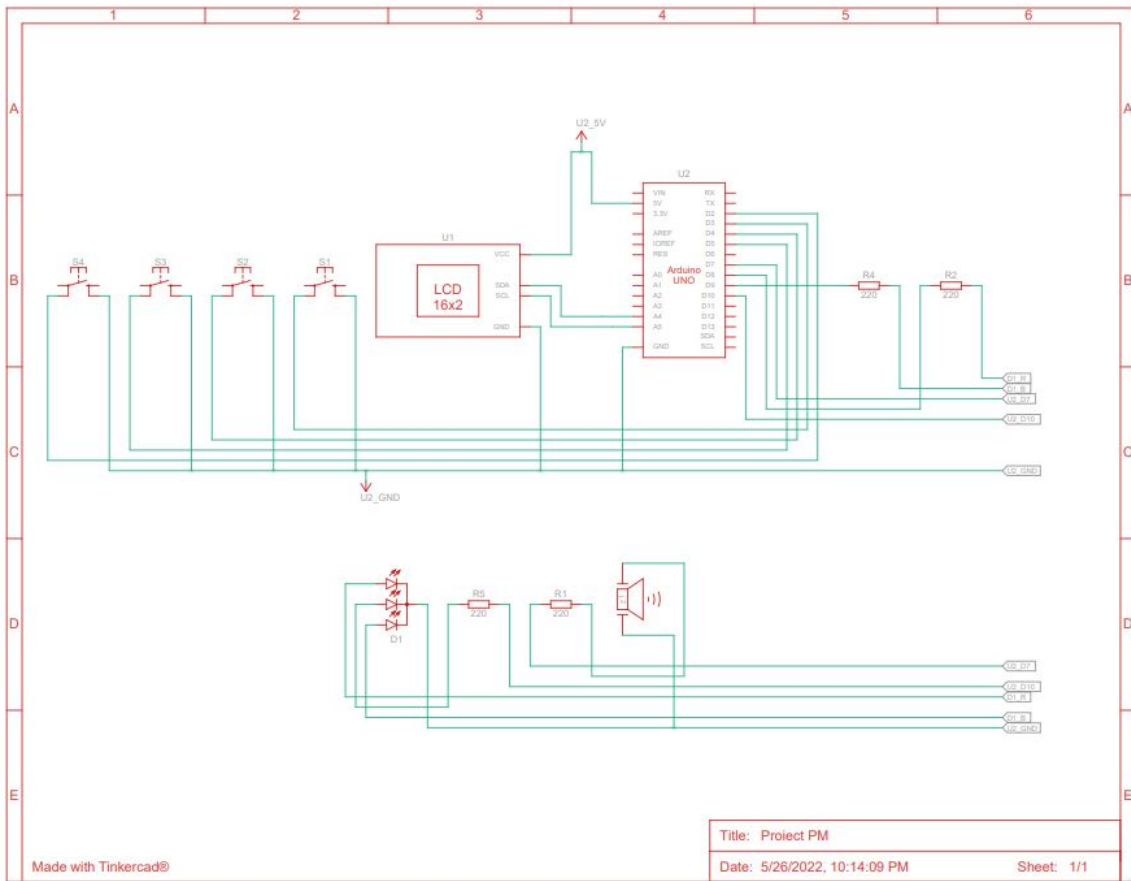 1 2 3 4 5 6
A A
U2_5V
U2
VIN RX
5V TX
3.3V D2
D3
AREF D4
IOREF D5
RES D6
D7
A0 D8
A1 D9
A2 D10
A3 D11
A4 D12
A5 D13
SDA
GND SCL
Arduino
UNO
B B
S4 S3 S2 S1
U1
VCC
LCD
16x2
SDA
SCL
GND
R4 R2
220 220
D1_R
D1_B
U2_D7
U2_D10
C C
U2_GND
U2_GND
D D
D1
R5 R1
220 220
U2_D7
U2_D10
D1_R
D1_B
U2_GND
E E
Title: Proiect PM
Made with Tinkercad®
Date: 5/26/2022, 10:14:09 PM Sheet: 1/1